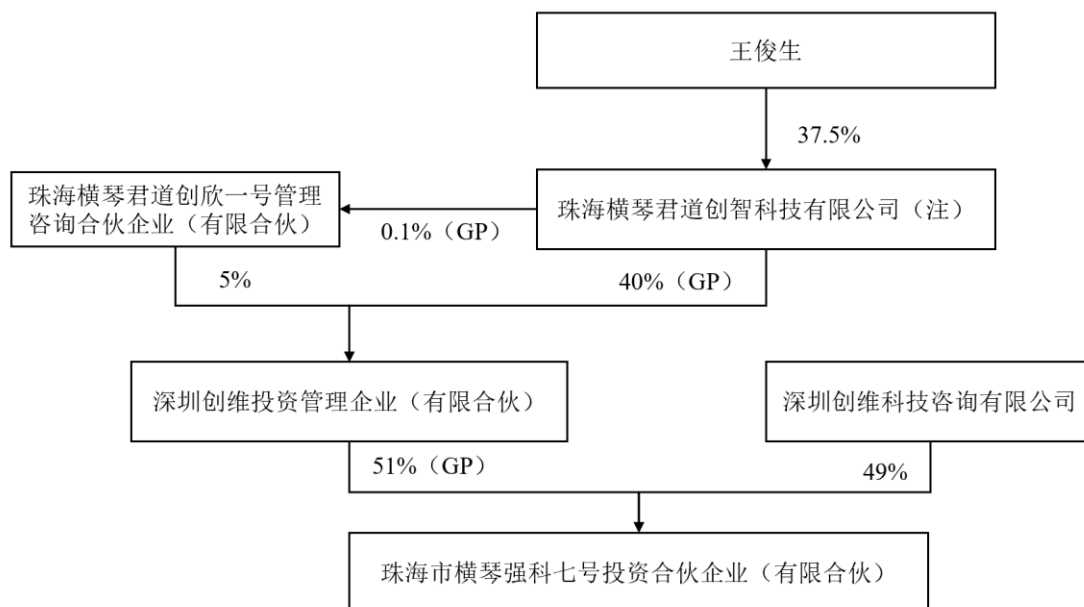 王俊生
37.5%
珠海横琴君道创欣一号管理
咨询合伙企业（有限合伙）
珠海横琴君道创智科技有限公司（注）
0.1%（GP）
5%
40%（GP）
深圳创维投资管理企业（有限合伙）
深圳创维科技咨询有限公司
51%（GP）
49%
珠海市横琴强科七号投资合伙企业（有限合伙）